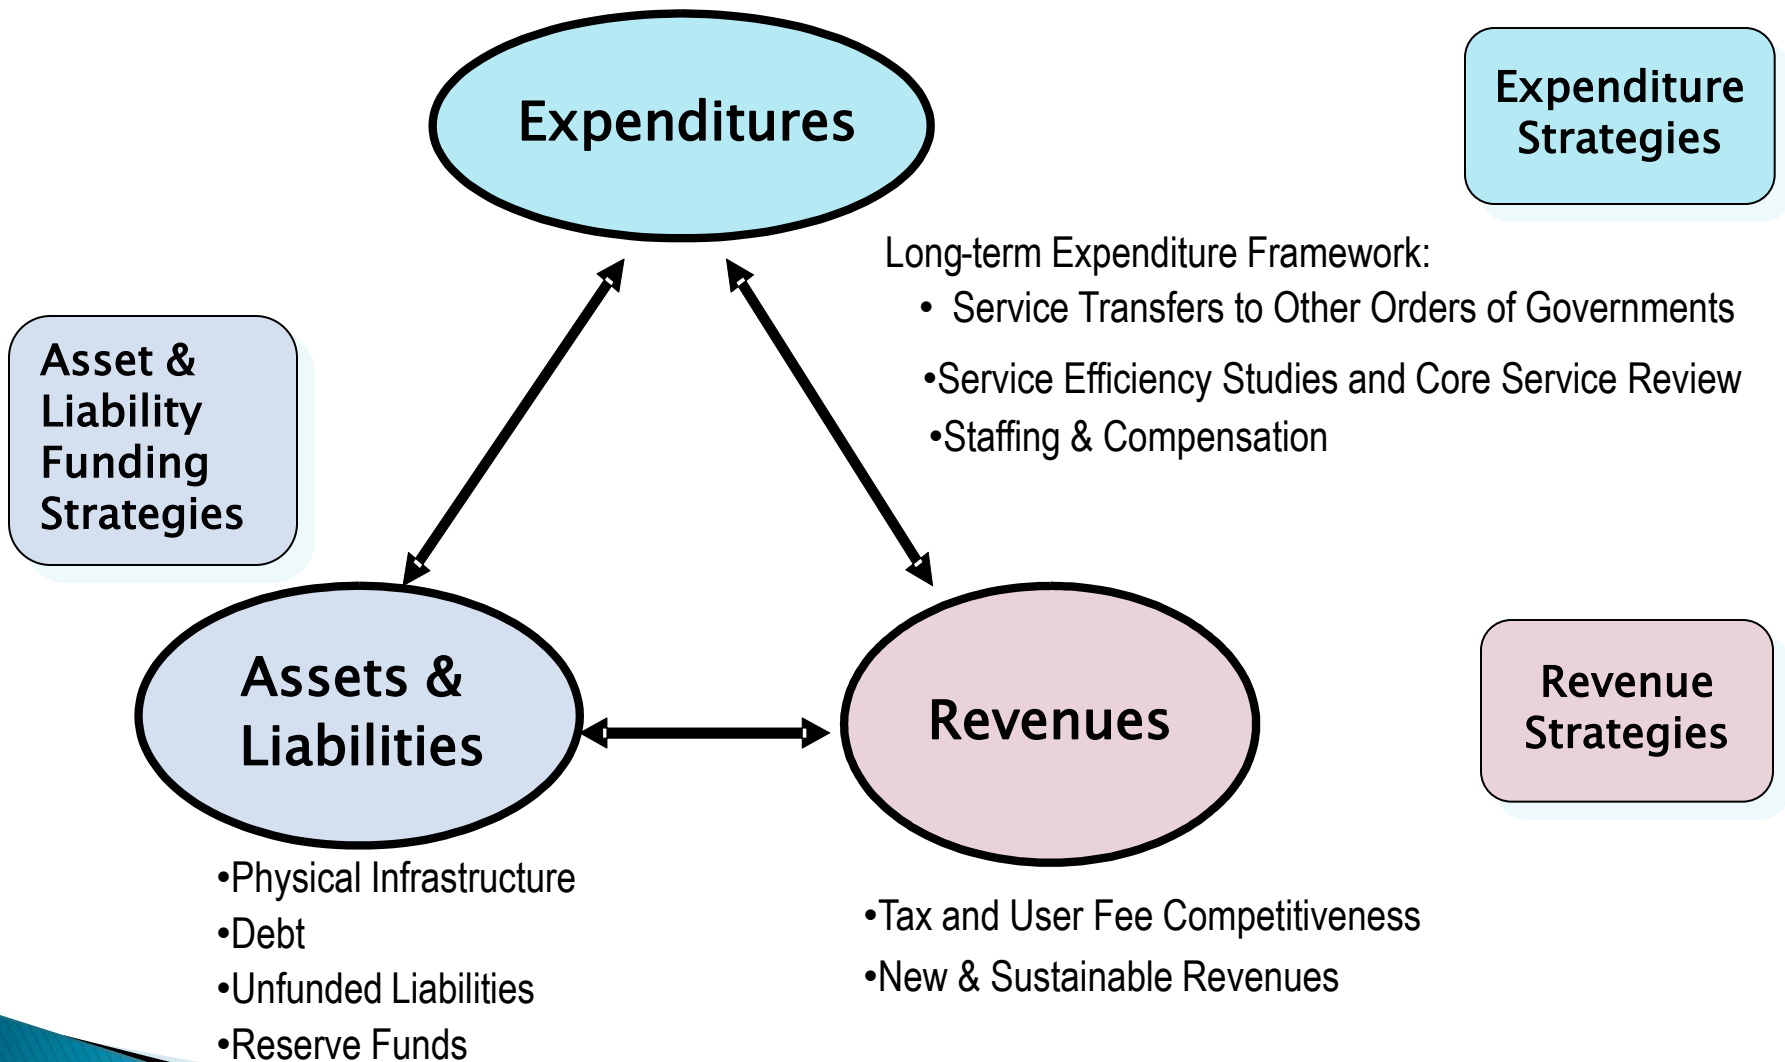 Expenditures
Expenditure
Strategies
Long-term Expenditure Framework:
• Service Transfers to Other Orders of Governments
•Service Efficiency Studies and Core Service Review
•Staffing & Compensation
Asset &
Liability
Funding
Strategies
Assets &
Liabilities
Revenues
Revenue
Strategies
•Physical Infrastructure
•Debt
•Unfunded Liabilities
•Reserve Funds
•Tax and User Fee Competitiveness
•New & Sustainable Revenues